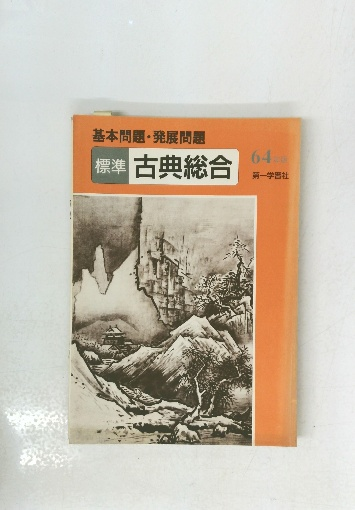 基本問題・発展問題
標準 古典総合
64
第一学習社